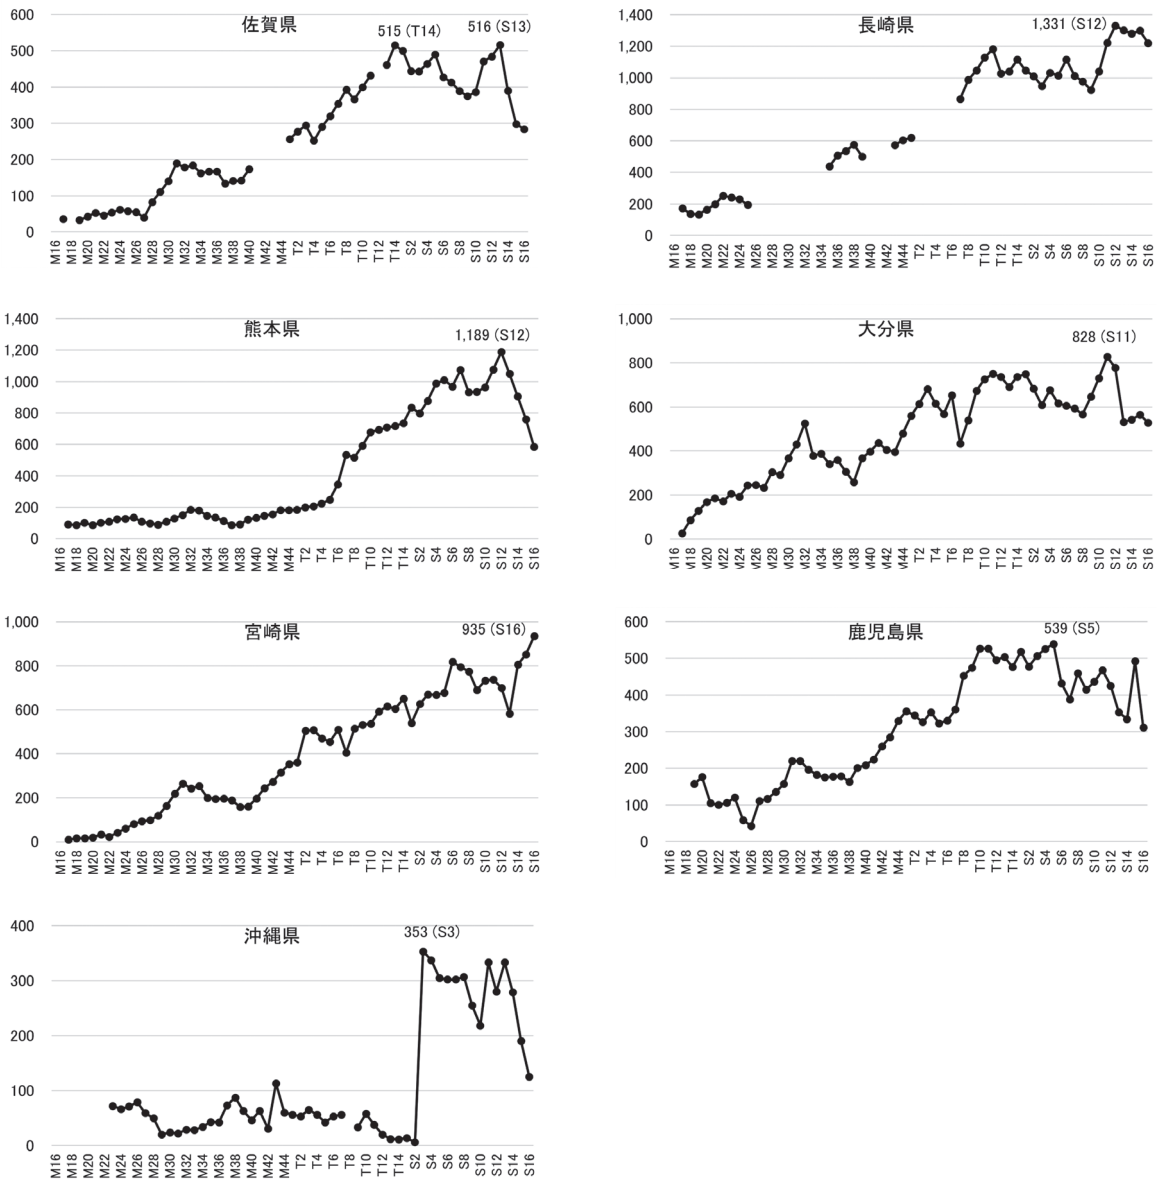 佐賀県
515 (T14)
516 (S13)
600
500
400
300
200
100
0
M16 M18 M20 M22 M24 M26 M28 M30 M32 M34 M36 M38 M40 M42 M44 T2 T4 T6 T8 T10 T12 T14 S2 S4 S6 S8 S10 S12 S14 S16
長崎県
1,331 (S12)
1,400
1,200
1,000
800
600
400
200
0
M16 M18 M20 M22 M24 M26 M28 M30 M32 M34 M36 M38 M40 M42 M44 T2 T4 T6 T8 T10 T12 T14 S2 S4 S6 S8 S10 S12 S14 S16
熊本県
1,189 (S12)
1,400
1,200
1,000
800
600
400
200
0
M16 M18 M20 M22 M24 M26 M28 M30 M32 M34 M36 M38 M40 M42 M44 T2 T4 T6 T8 T10 T12 T14 S2 S4 S6 S8 S10 S12 S14 S16
大分県
828 (S11)
1,000
800
600
400
200
0
M16 M18 M20 M22 M24 M26 M28 M30 M32 M34 M36 M38 M40 M42 M44 T2 T4 T6 T8 T10 T12 T14 S2 S4 S6 S8 S10 S12 S14 S16
宮崎県
935 (S16)
1,000
800
600
400
200
0
M16 M18 M20 M22 M24 M26 M28 M30 M32 M34 M36 M38 M40 M42 M44 T2 T4 T6 T8 T10 T12 T14 S2 S4 S6 S8 S10 S12 S14 S16
鹿児島県
539 (S5)
600
500
400
300
200
100
0
M16 M18 M20 M22 M24 M26 M28 M30 M32 M34 M36 M38 M40 M42 M44 T2 T4 T6 T8 T10 T12 T14 S2 S4 S6 S8 S10 S12 S14 S16
沖縄県
353 (S3)
400
300
200
100
0
M16 M18 M20 M22 M24 M26 M28 M30 M32 M34 M36 M38 M40 M42 M44 T2 T4 T6 T8 T10 T12 T14 S2 S4 S6 S8 S10 S12 S14 S16